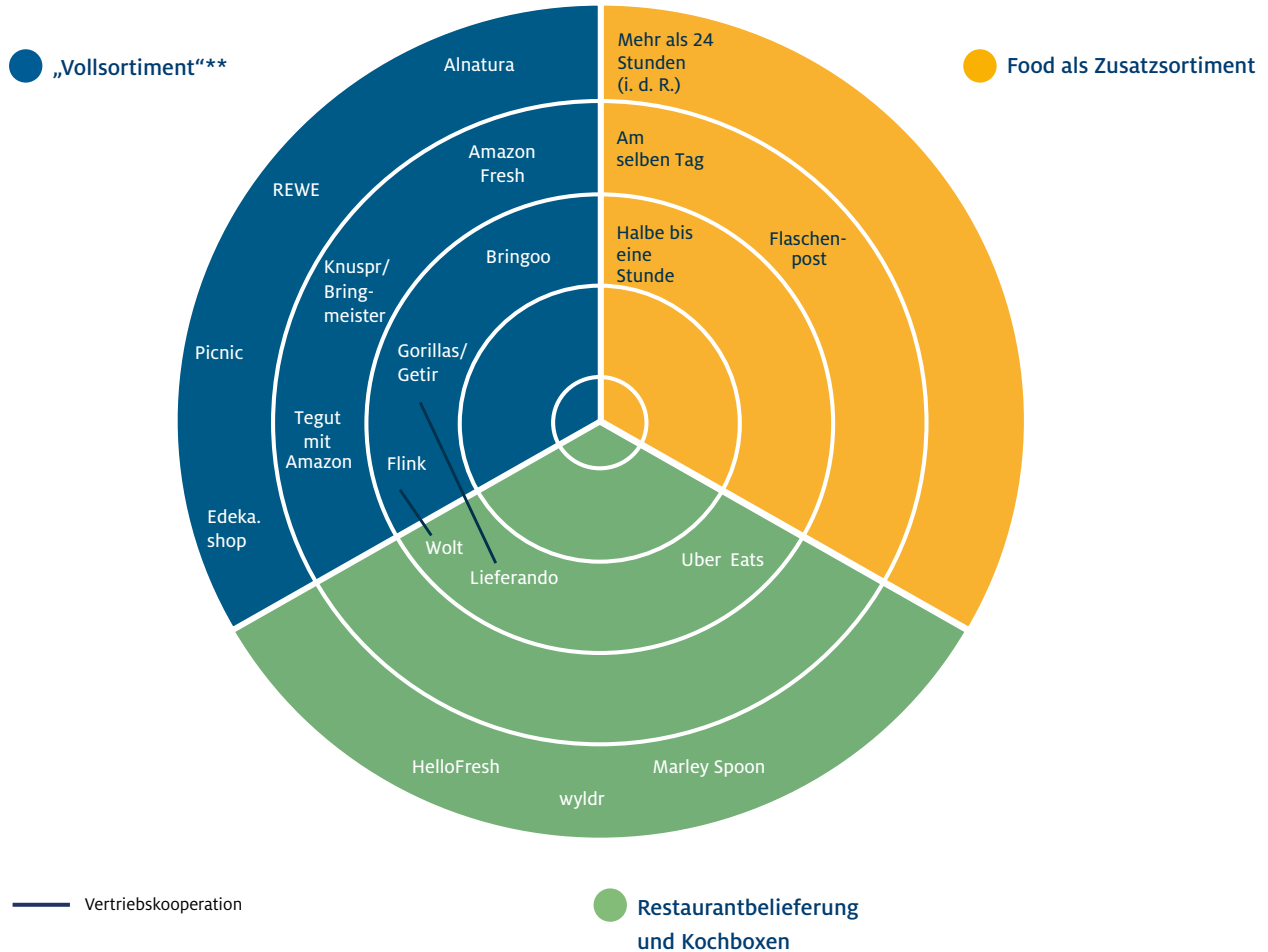 „Vollsortiment“**
Food als Zusatzsortiment
Alnatura
Mehr als 24
Stunden
(i. d. R.)
Amazon
Fresh
Am
selben Tag
REWE
Bringoo
Halbe bis
eine
Stunde
Flaschen-
post
Knuspr/
Bring-
meister
Picnic
Gorillas/
Getir
Tegut
mit
Amazon
Flink
Edeka.
shop
Wolt
Lieferando
Uber Eats
HelloFresh
Marley Spoon
wyldr
Vertriebskooperation
Restaurantbelieferung
und Kochboxen